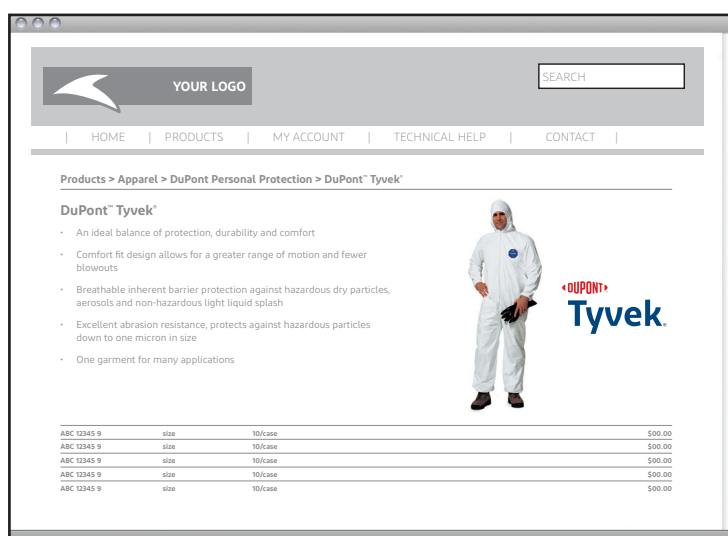 YOUR LOGO
SEARCH
| HOME | PRODUCTS | MY ACCOUNT | TECHNICAL HELP | CONTACT |
Products > Apparel > DuPont Personal Protection > DuPont™ Tyvek®
DuPont™ Tyvek®
· An ideal balance of protection, durability and comfort
· Comfort fit design allows for a greater range of motion and fewer
blowouts
· Breathable inherent barrier protection against hazardous dry particles,
aerosols and non-hazardous light liquid splash
· Excellent abrasion resistance, protects against hazardous particles
down to one micron in size
· One garment for many applications
DUPONT
Tyvek®
ABC 12345 9 size 10/case $00.00
ABC 12345 9 size 10/case $00.00
ABC 12345 9 size 10/case $00.00
ABC 12345 9 size 10/case $00.00
ABC 12345 9 size 10/case $00.00